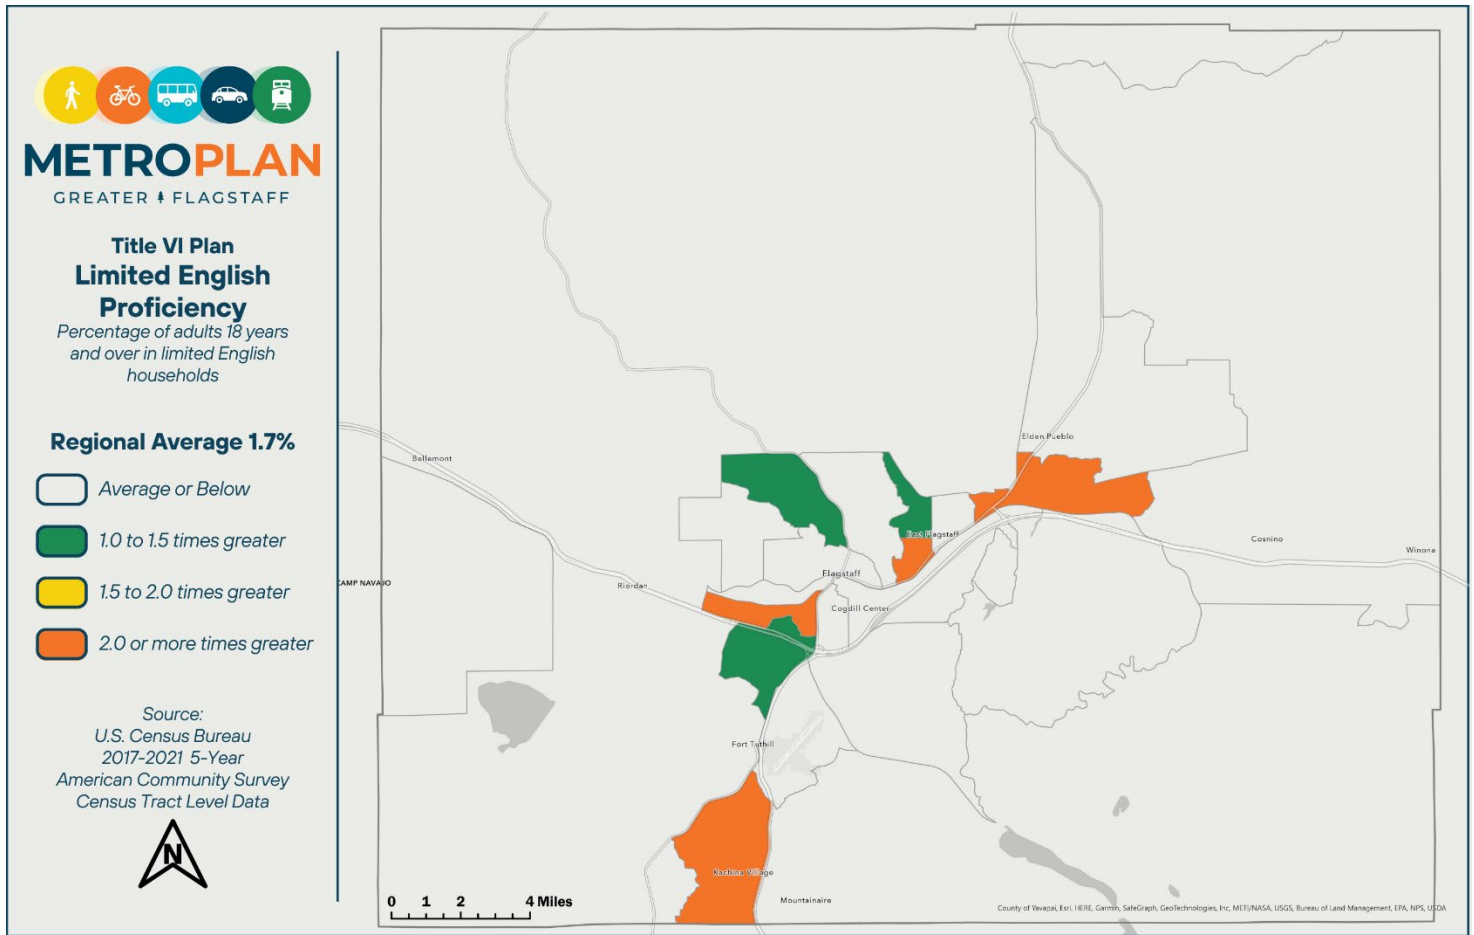 METROPLAN
GREATER FLAGSTAFF
Title VI Plan
Limited English
Proficiency
Percentage of adults 18 years
and over in limited English
households
Regional Average 1.7%
Average or Below
1.0 to 1.5 times greater
1.5 to 2.0 times greater
2.0 or more times greater
Source:
U.S. Census Bureau
2017-2021 5-Year
American Community Survey
Census Tract Level Data
N
Elden Pueblo
Bellemont
East Flagstaff
Cosnino
Winona
Flagstaff
CAMP NAVAJO
Riordan
Cogdill Center
Fort Tuthill
Kachina Village
Mountainaire
0 1 2 4 Miles
County of Yavapai, Esri, HERE, Garmin, SafeGraph, GeoTechnologies, Inc, METI/NASA, USGS, Bureau of Land Management, EPA, NPS, USDA